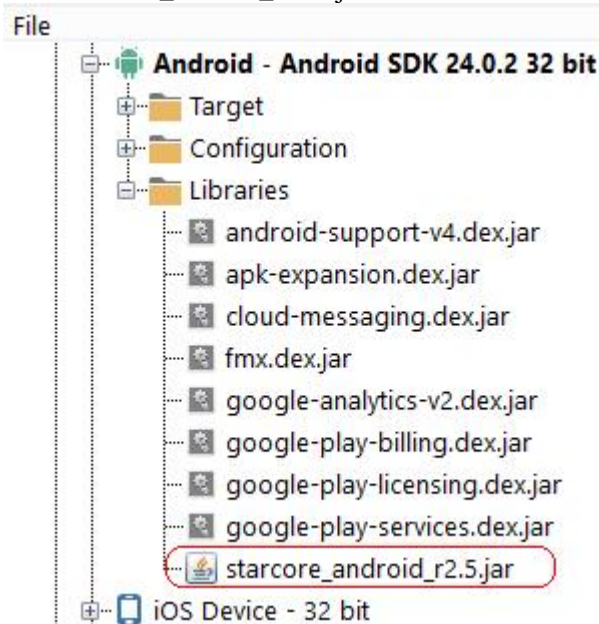 File
Android - Android SDK 24.0.2 32 bit
Target
Configuration
Libraries
android-support-v4.dex.jar
apk-expansion.dex.jar
cloud-messaging.dex.jar
fmx.dex.jar
google-analytics-v2.dex.jar
google-play-billing.dex.jar
google-play-licensing.dex.jar
google-play-services.dex.jar
starcore_android_r2.5.jar
iOS Device - 32 bit